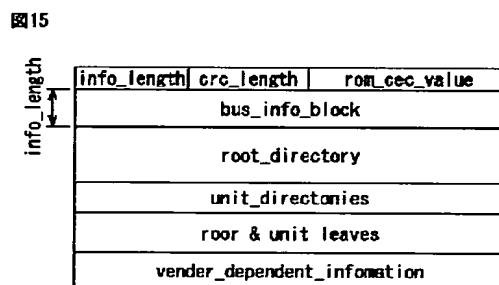 図15
info_length crc_length rom_cec_value
info_length
bus_info_block
root_directory
unit_directonies
roor & unit leaves
vender_dependent_infomation